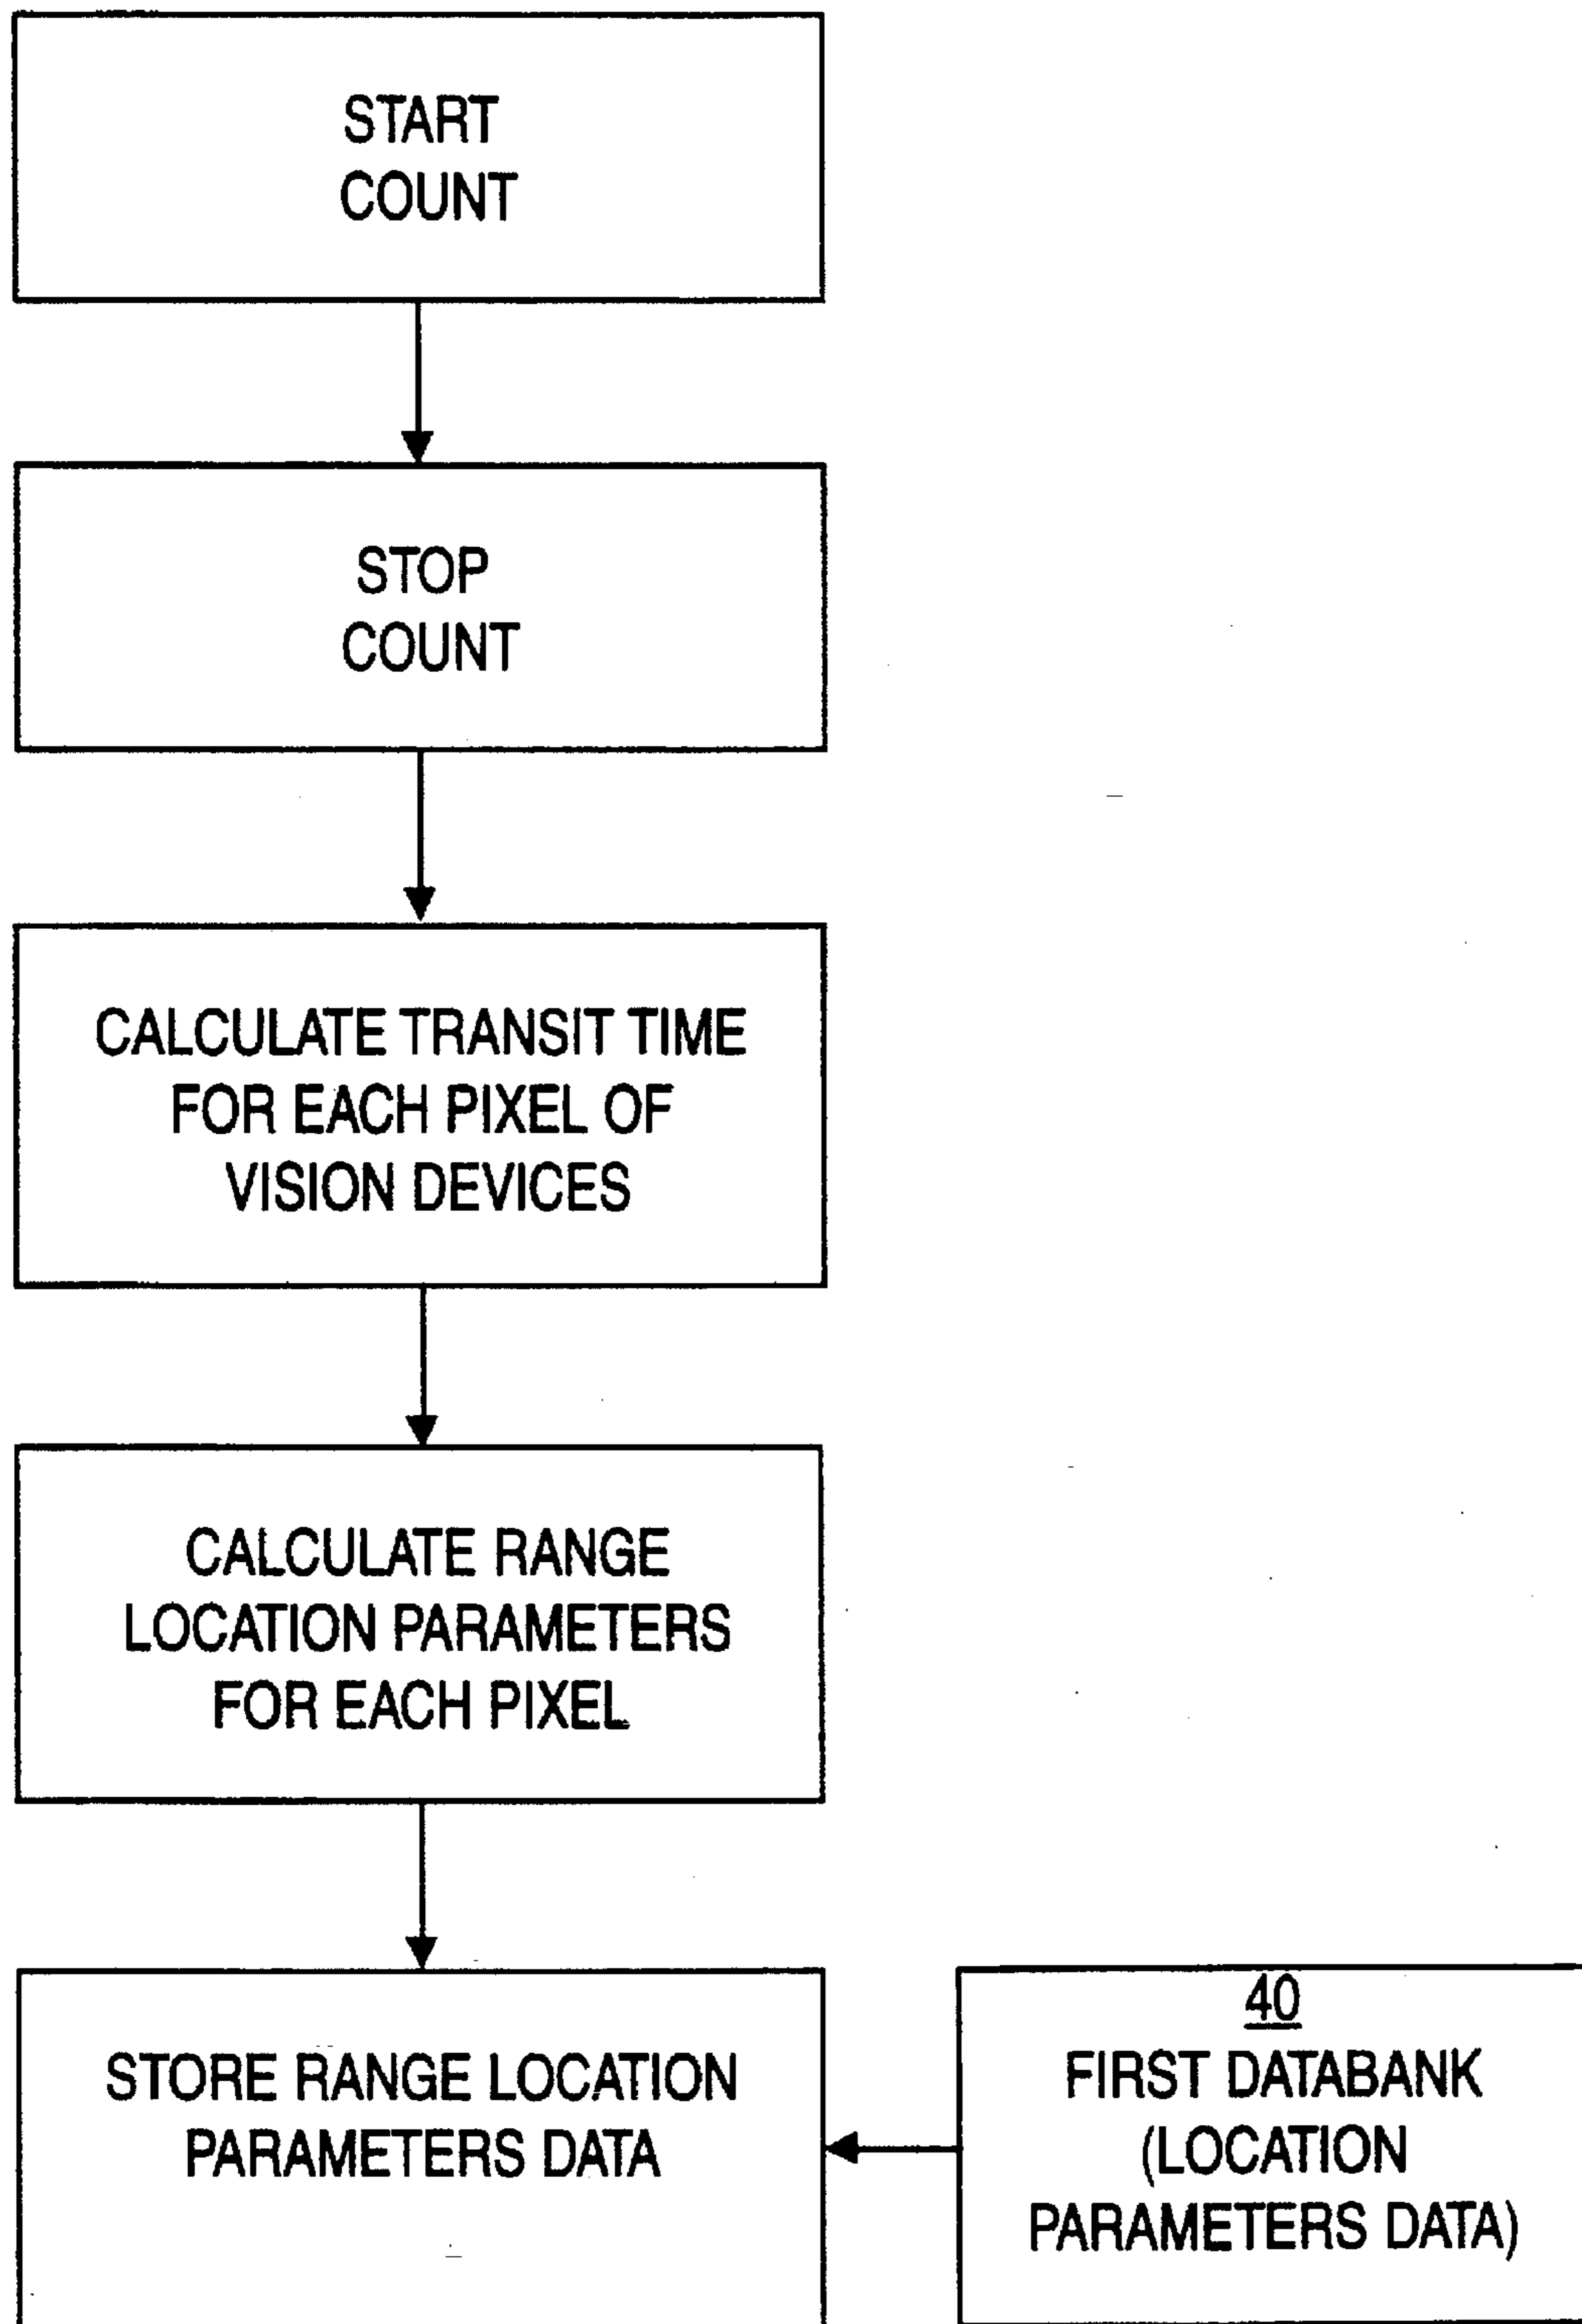 START
COUNT
STOP
COUNT
CALCULATE TRANSIT TIME
FOR EACH PIXEL OF
VISION DEVICES
CALCULATE RANGE
LOCATION PARAMETERS
FOR EACH PIXEL
STORE RANGE LOCATION
PARAMETERS DATA
40
FIRST DATABANK
(LOCATION
PARAMETERS DATA)